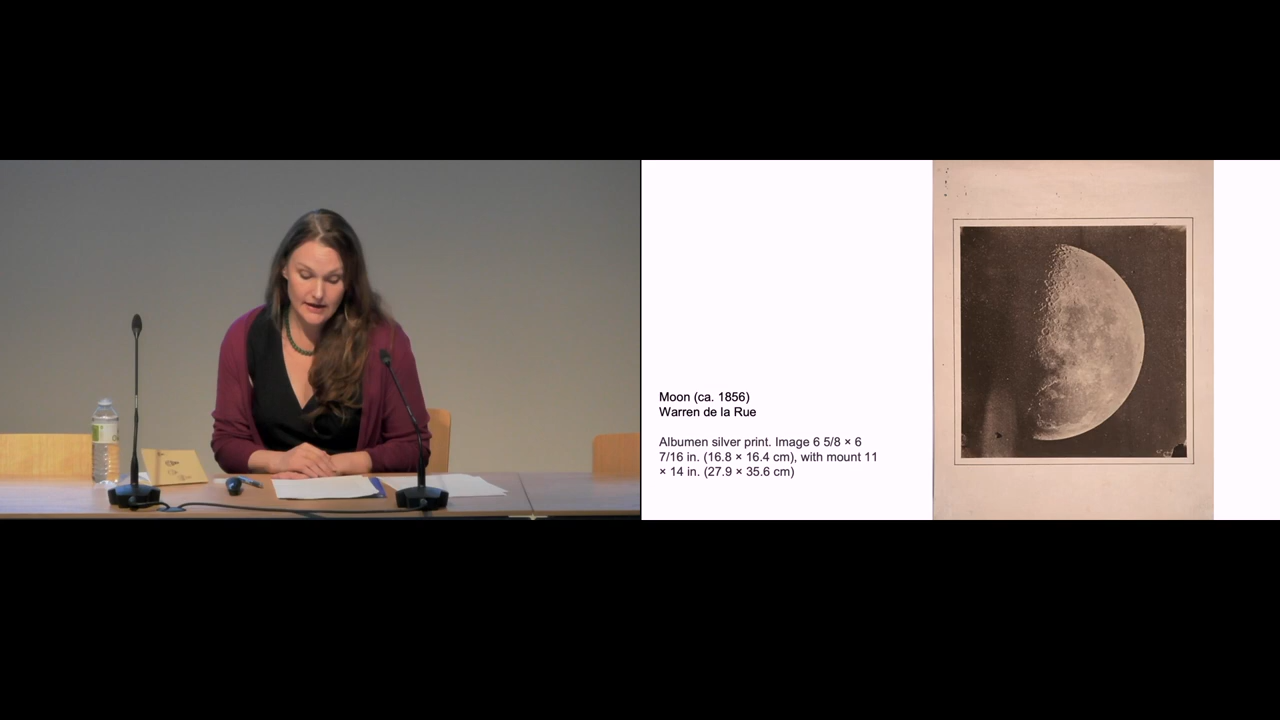 Moon (ca. 1856)
Warren de la Rue
Albumen silver print. Image 6 5/8 × 6
7/16 in. (16.8 × 16.4 cm), with mount 11
× 14 in. (27.9 × 35.6 cm)